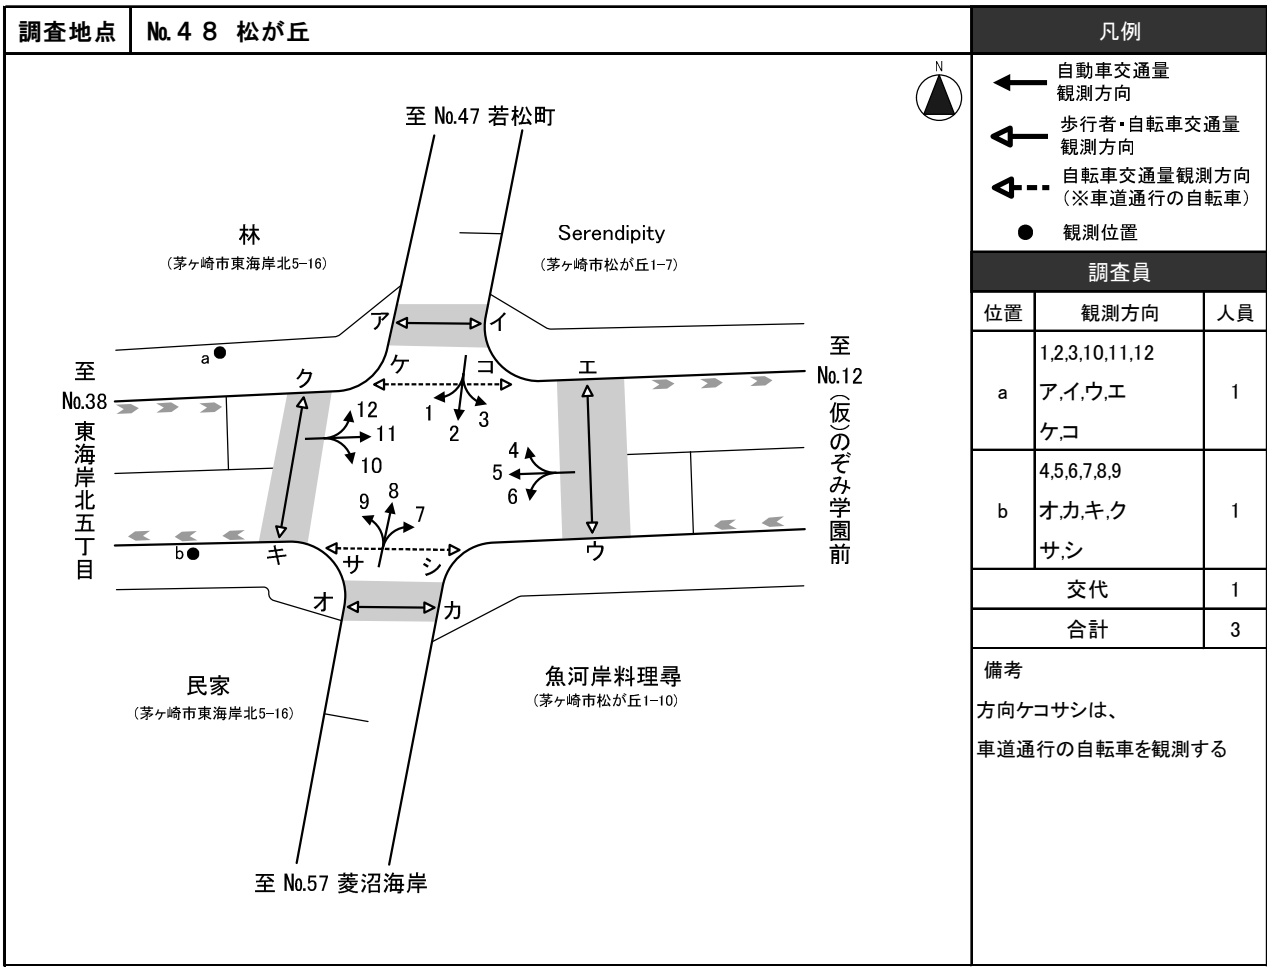 調査地点
№.４８ 松が丘
N
至 №.47 若松町
林
(茅ヶ崎市東海岸北5-16)
Serendipity
(茅ヶ崎市松が丘1-7)
ア
イ
ケ
コ
a
ク
エ
至
№.38
東海岸北五丁目
至
№.12
(仮)のぞみ学園前
1
2
3
12
11
10
4
5
6
9
8
7
b
キ
サ
シ
ウ
オ
カ
民家
(茅ヶ崎市東海岸北5-16)
魚河岸料理尋
(茅ヶ崎市松が丘1-10)
至 №.57 菱沼海岸
凡例
自動車交通量
観測方向
歩行者・自転車交通量
観測方向
自転車交通量観測方向
(※車道通行の自転車)
観測位置
調査員
位置 観測方向 人員
a
1,2,3,10,11,12
ア,イ,ウ,エ
ケ,コ
1
b
4,5,6,7,8,9
オ,カ,キ,ク
サ,シ
1
交代 1
合計 3
備考
方向ケコサシは、
車道通行の自転車を観測する